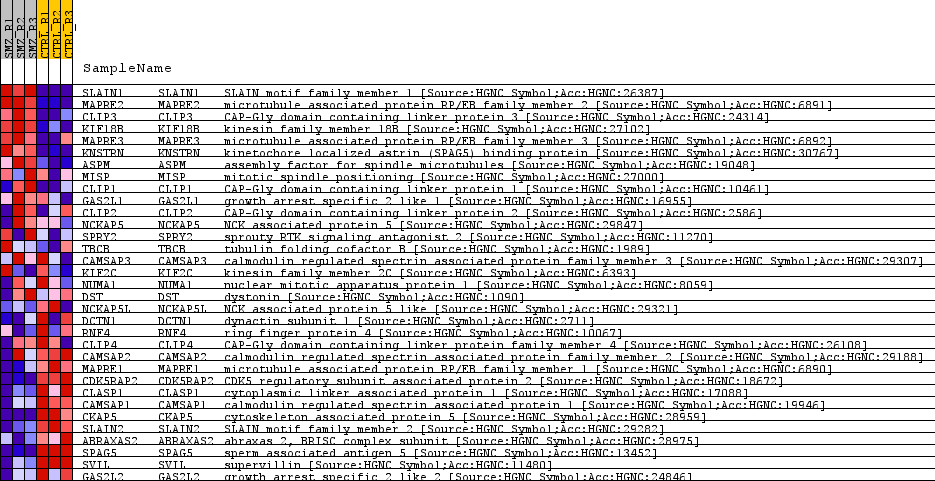 SMZ_R1 SMZ_R2 SMZ_R3 CTRL_R1 CTRL_R2 CTRL_R3
SampleName
SLAIN1 SLAIN1 SLAIN motif family member 1 [Source:HGNC Symbol;Acc:HGNC:26387]
MAPRE2 MAPRE2 microtubule associated protein RP/EB family member 2 [Source:HGNC Symbol;Acc:HGNC:6891]
CLIP3 CLIP3 CAP-Gly domain containing linker protein 3 [Source:HGNC Symbol;Acc:HGNC:24314]
KIF18B KIF18B kinesin family member 18B [Source:HGNC Symbol;Acc:HGNC:27102]
MAPRE3 MAPRE3 microtubule associated protein RP/EB family member 3 [Source:HGNC Symbol;Acc:HGNC:6892]
KNSTRN KNSTRN kinetochore localized astrin (SPAG5) binding protein [Source:HGNC Symbol;Acc:HGNC:30767]
ASPM ASPM assembly factor for spindle microtubules [Source:HGNC Symbol;Acc:HGNC:19048]
MISP MISP mitotic spindle positioning [Source:HGNC Symbol;Acc:HGNC:27000]
CLIP1 CLIP1 CAP-Gly domain containing linker protein 1 [Source:HGNC Symbol;Acc:HGNC:10461]
GAS2L1 GAS2L1 growth arrest specific 2 like 1 [Source:HGNC Symbol;Acc:HGNC:16955]
CLIP2 CLIP2 CAP-Gly domain containing linker protein 2 [Source:HGNC Symbol;Acc:HGNC:2586]
NCKAP5 NCKAP5 NCK associated protein 5 [Source:HGNC Symbol;Acc:HGNC:29847]
SPRY2 SPRY2 sprouty RTK signaling antagonist 2 [Source:HGNC Symbol;Acc:HGNC:11270]
TBCB TBCB tubulin folding cofactor B [Source:HGNC Symbol;Acc:HGNC:1989]
CAMSAP3 CAMSAP3 calmodulin regulated spectrin associated protein family member 3 [Source:HGNC Symbol;Acc:HGNC:29307]
KIF2C KIF2C kinesin family member 2C [Source:HGNC Symbol;Acc:HGNC:6393]
NUMA1 NUMA1 nuclear mitotic apparatus protein 1 [Source:HGNC Symbol;Acc:HGNC:8059]
DST DST dystonin [Source:HGNC Symbol;Acc:HGNC:1090]
NCKAP5L NCKAP5L NCK associated protein 5 like [Source:HGNC Symbol;Acc:HGNC:29321]
DCTN1 DCTN1 dynactin subunit 1 [Source:HGNC Symbol;Acc:HGNC:2711]
RNF4 RNF4 ring finger protein 4 [Source:HGNC Symbol;Acc:HGNC:10067]
CLIP4 CLIP4 CAP-Gly domain containing linker protein family member 4 [Source:HGNC Symbol;Acc:HGNC:26108]
CAMSAP2 CAMSAP2 calmodulin regulated spectrin associated protein family member 2 [Source:HGNC Symbol;Acc:HGNC:29188]
MAPRE1 MAPRE1 microtubule associated protein RP/EB family member 1 [Source:HGNC Symbol;Acc:HGNC:6890]
CDK5RAP2 CDK5RAP2 CDK5 regulatory subunit associated protein 2 [Source:HGNC Symbol;Acc:HGNC:18672]
CLASP1 CLASP1 cytoplasmic linker associated protein 1 [Source:HGNC Symbol;Acc:HGNC:17088]
CAMSAP1 CAMSAP1 calmodulin regulated spectrin associated protein 1 [Source:HGNC Symbol;Acc:HGNC:19946]
CKAP5 CKAP5 cytoskeleton associated protein 5 [Source:HGNC Symbol;Acc:HGNC:28959]
SLAIN2 SLAIN2 SLAIN motif family member 2 [Source:HGNC Symbol;Acc:HGNC:29282]
ABRAXAS2 ABRAXAS2 abraxas 2, BRISC complex subunit [Source:HGNC Symbol;Acc:HGNC:28975]
SPAG5 SPAG5 sperm associated antigen 5 [Source:HGNC Symbol;Acc:HGNC:13452]
SVIL SVIL supervillin [Source:HGNC Symbol;Acc:HGNC:11480]
GAS2L2 GAS2L2 growth arrest specific 2 like 2 [Source:HGNC Symbol;Acc:HGNC:24846]